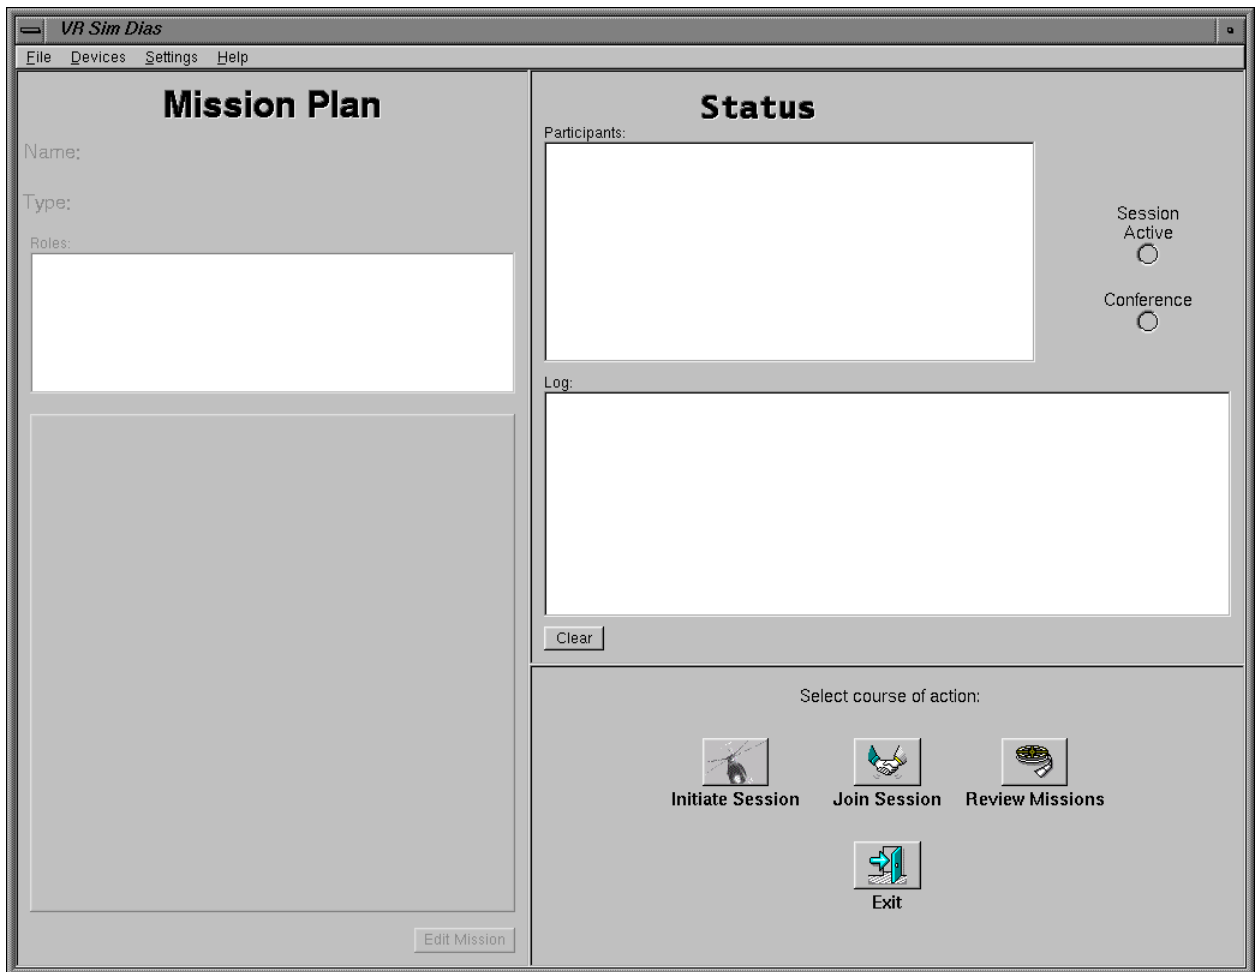 VR Sim Dias
File Devices Settings Help
Mission Plan
Name:
Type:
Roles:
Edit Mission
Status
Participants:
Session
Active
Conference
Log:
Clear
Select course of action:
Initiate Session Join Session Review Missions
Exit